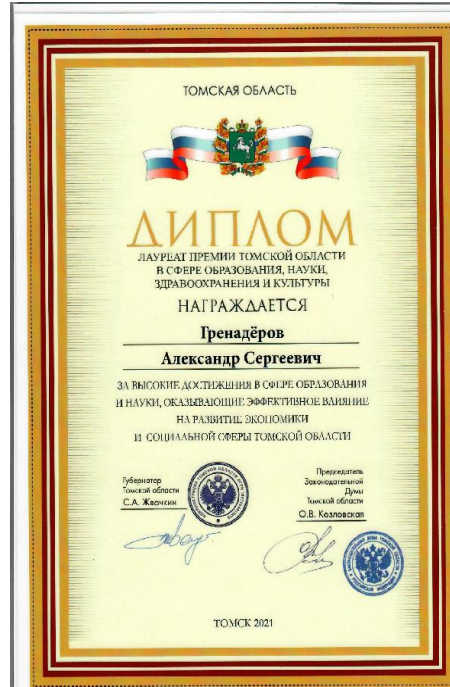 ТОМСКАЯ ОБЛАСТЬ
ДИПЛОМ
ЛАУРЕАТ ПРЕМИИ ТОМСКОЙ ОБЛАСТИ
В СФЕРЕ ОБРАЗОВАНИЯ, НАУКИ,
ЗДРАВООХРАНЕНИЯ И КУЛЬТУРЫ
НАГРАЖДАЕТСЯ
Гренадёров
Александр Сергеевич
ЗА ВЫСОКИЕ ДОСТИЖЕНИЯ В СФЕРЕ ОБРАЗОВАНИЯ
И НАУКИ, ОКАЗЫВАЮЩИЕ ЭФФЕКТИВНОЕ ВЛИЯНИЕ
НА РАЗВИТИЕ ЭКОНОМИКИ
И СОЦИАЛЬНОЙ СФЕРЫ ТОМСКОЙ ОБЛАСТИ
Губернатор
Томской области
С.А. Жвачкин
Председатель
Законодательной
Думы
Томской области
О.В. Козловская
ТОМСК 2021